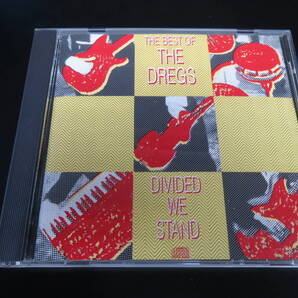 THE BEST OF
THE
DREGS
DIVIDED
WE
STAND